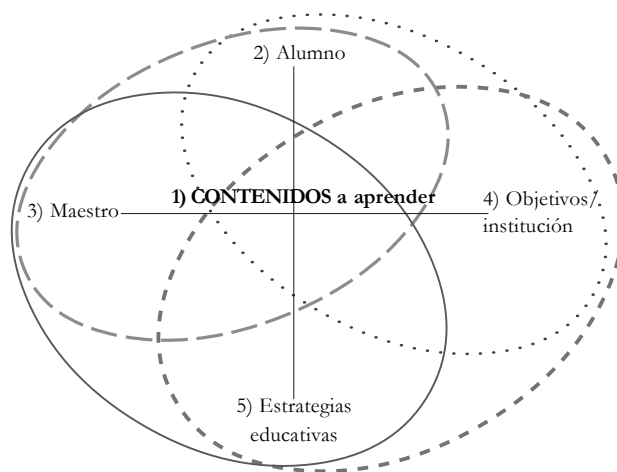 2) Alumno
1) CONTENIDOS a aprender
3) Maestro
4) Objetivos/
institución
5) Estrategias
educativas